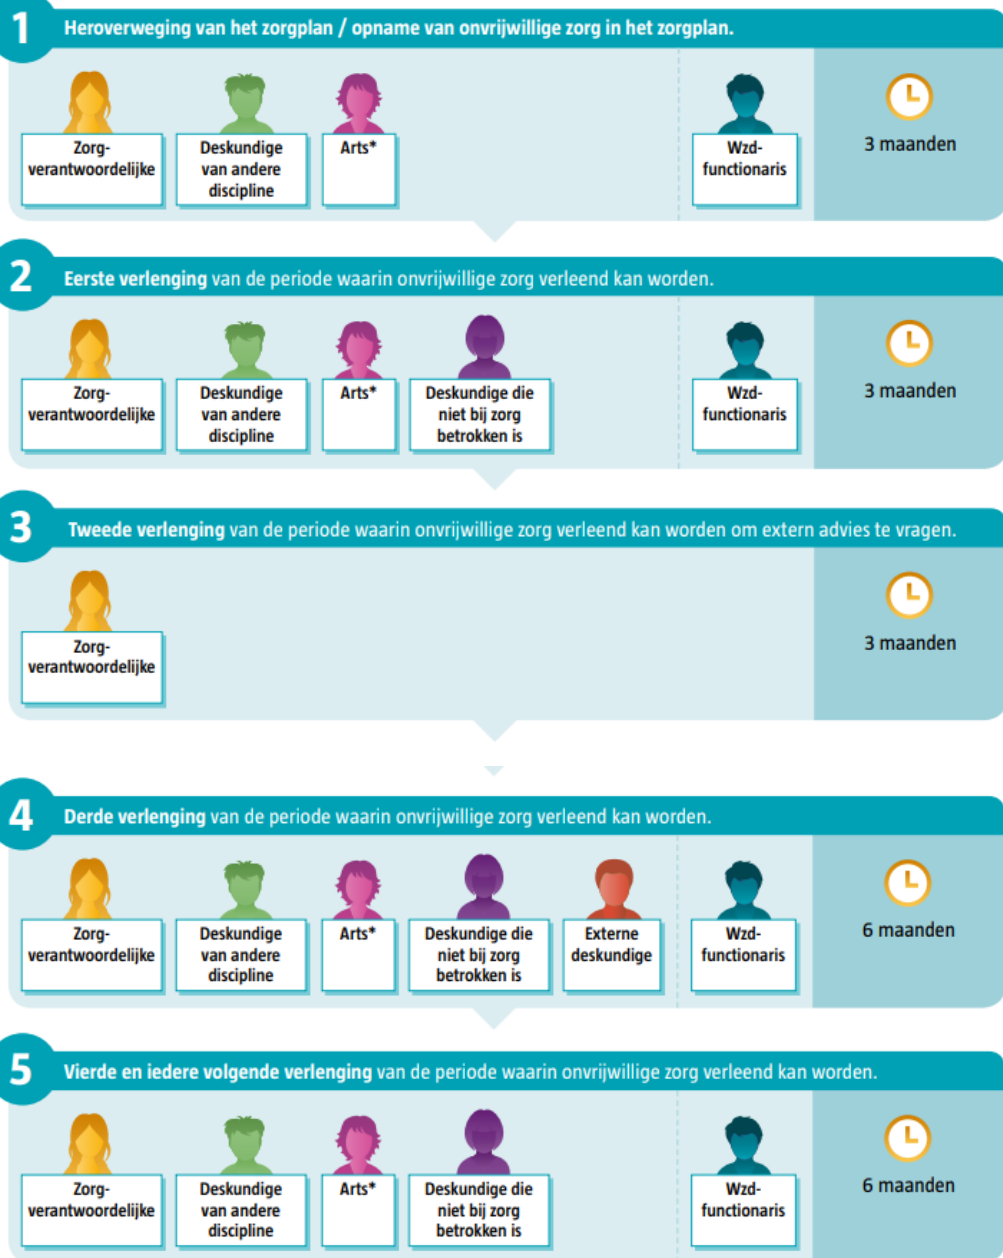 1
Heroverweging van het zorgplan / opname van onvrijwillige zorg in het zorgplan.
Zorg-
verantwoordelijke
Deskundige
van andere
discipline
Arts*
Wzd-
functionaris
3 maanden
2
Eerste verlenging van de periode waarin onvrijwillige zorg verleend kan worden.
Zorg-
verantwoordelijke
Deskundige
van andere
discipline
Arts*
Deskundige die
niet bij zorg
betrokken is
Wzd-
functionaris
3 maanden
3
Tweede verlenging van de periode waarin onvrijwillige zorg verleend kan worden om extern advies te vragen.
Zorg-
verantwoordelijke
3 maanden
4
Derde verlenging van de periode waarin onvrijwillige zorg verleend kan worden.
Zorg-
verantwoordelijke
Deskundige
van andere
discipline
Arts*
Deskundige die
niet bij zorg
betrokken is
Externe
deskundige
Wzd-
functionaris
6 maanden
5
Vierde en iedere volgende verlenging van de periode waarin onvrijwillige zorg verleend kan worden.
Zorg-
verantwoordelijke
Deskundige
van andere
discipline
Arts*
Deskundige die
niet bij zorg
betrokken is
Wzd-
functionaris
6 maanden